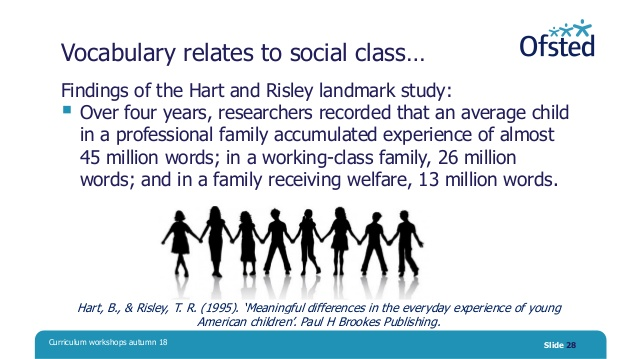 Ofsted
Vocabulary relates to social class…
Findings of the Hart and Risley landmark study:
Over four years, researchers recorded that an average child
in a professional family accumulated experience of almost
45 million words; in a working-class family, 26 million
words; and in a family receiving welfare, 13 million words.
Hart, B., & Risley, T. R. (1995). ‘Meaningful differences in the everyday experience of young
American children’. Paul H Brookes Publishing.
Curriculum workshops autumn 18
Slide 28